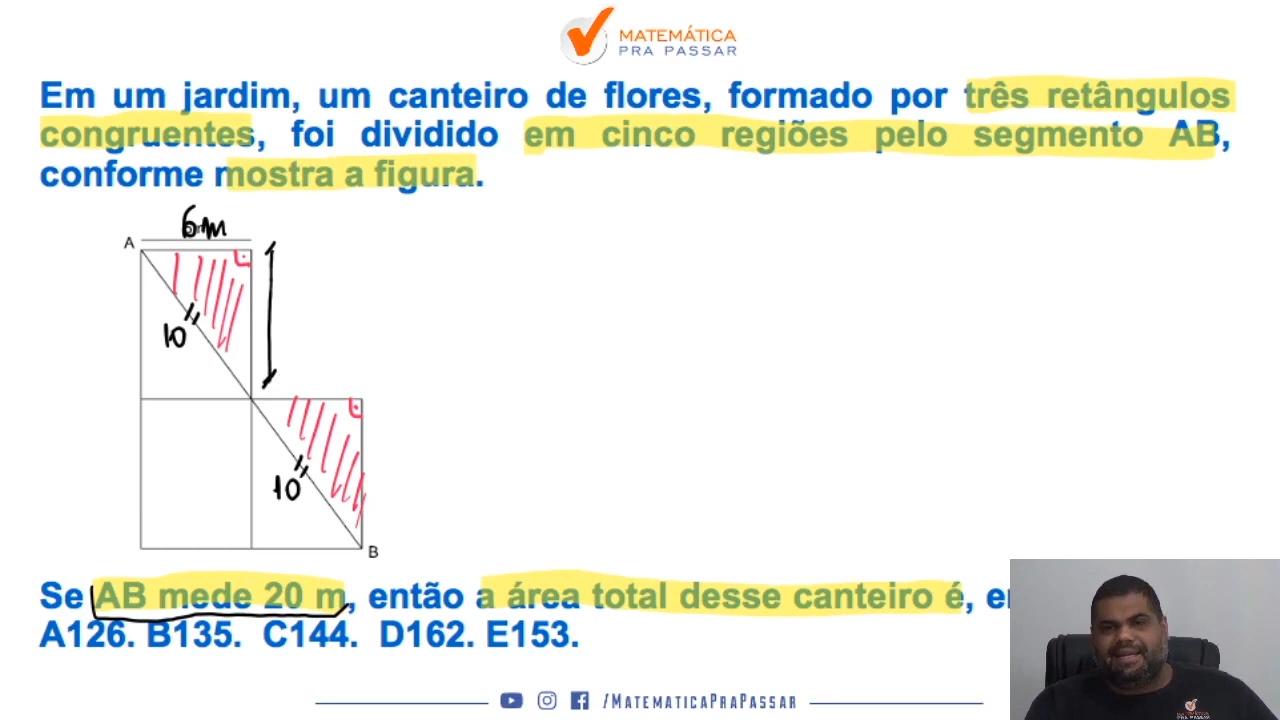 MATEMÁTICA
PRA PASSAR
Em um jardim, um canteiro de flores, formado por três retângulos
congruentes, foi dividido em cinco regiões pelo segmento AB,
conforme mostra a figura.
6m
A
10
10
B
Se AB mede 20 m, então a área total desse canteiro é,
A126. B135. C144. D162. E153.
/MATEMATICAPRAPASSAR